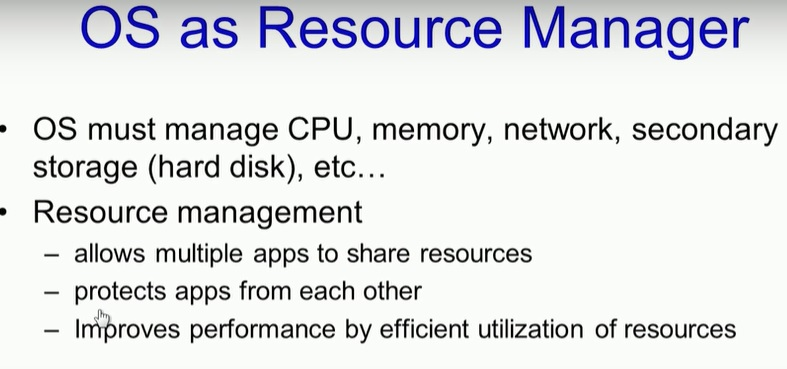 OS as Resource Manager
• OS must manage CPU, memory, network, secondary
storage (hard disk), etc…
• Resource management
– allows multiple apps to share resources
– protects apps from each other
– Improves performance by efficient utilization of resources